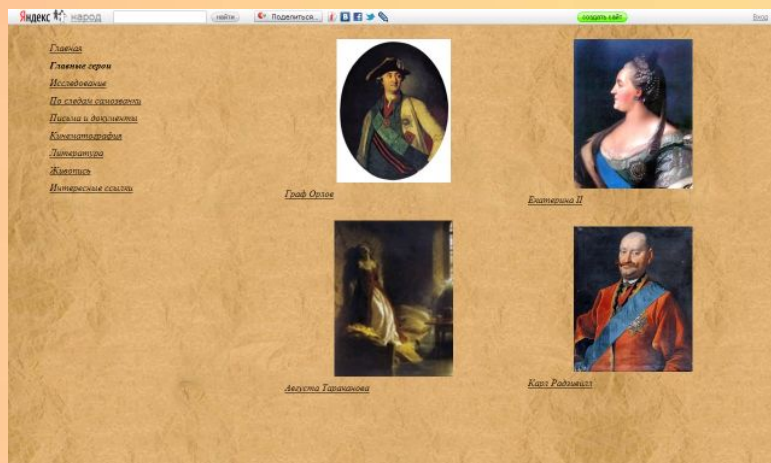 Яндекс народ найти Поделиться... создать сайт Вход
Главная
Главные герои
Исследование
По следам самозванки
Письма и документы
Кинематография
Литература
Живопись
Интересные ссылки
Граф Орлов
Екатерина II
Августа Тараканова
Карл Радзивилл